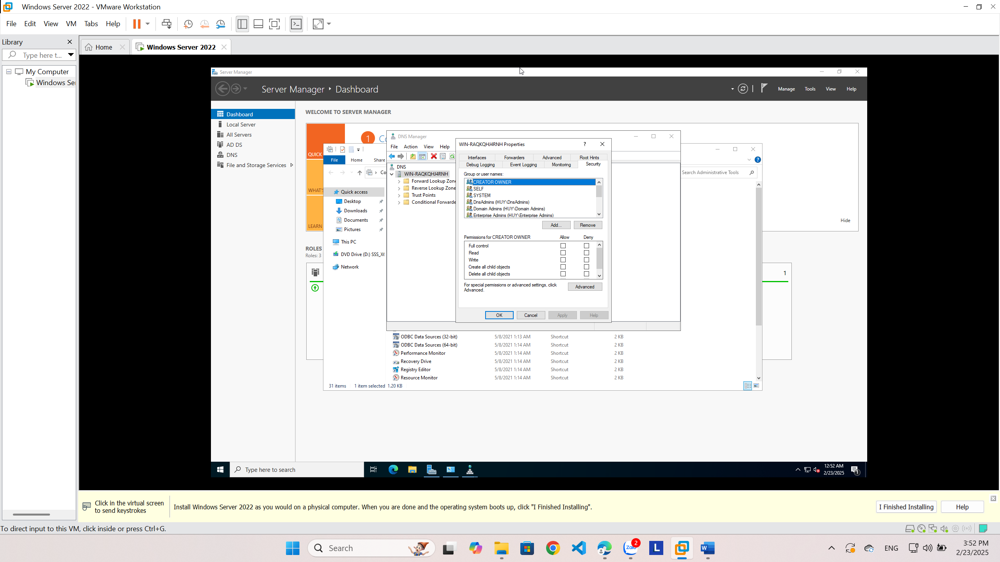 Windows Server 2022 - VMware Workstation
File Edit View VM Tabs Help
Library
Home
Windows Server 2022
Type here t...
My Computer
Windows Ser
Server Manager
Server Manager
Dashboard
Manage Tools View Help
Dashboard
Local Server
All Servers
AD DS
DNS
File and Storage Services
WELCOME TO SERVER MANAGER
1
QUICK
WHAT'S
LEARN
Hide
ROLES
Roles: 3
1
File Home Share
Co
Search Administrative Tools
Quick access
Desktop
Downloads
Documents
Pictures
This PC
DVD Drive (D:) SSS_X6
Network
DNS Manager
File Action View Help
DNS
WIN-RAQKQHJ4RNH
Forward Lookup Zone
Reverse Lookup Zone
Trust Points
Conditional Forwarde
WIN-RAQKQHJ4RNH Properties
?
Interfaces Forwarders Advanced Root Hints
Debug Logging Event Logging Monitoring Security
Group or user names:
CREATOR OWNER
SELF
SYSTEM
DnsAdmins (HUY\DnsAdmins)
Domain Admins (HUY\Domain Admins)
Enterprise Admins (HUY\Enterprise Admins)
Add... Remove
Permissions for CREATOR OWNER Allow Deny
Full control
Read
Write
Create all child objects
Delete all child objects
For special permissions or advanced settings, click
Advanced.
Advanced
OK Cancel Apply Help
ODBC Data Sources (32-bit) 5/8/2021 1:13 AM Shortcut 2 KB
ODBC Data Sources (64-bit) 5/8/2021 1:14 AM Shortcut 2 KB
Performance Monitor 5/8/2021 1:14 AM Shortcut 2 KB
Recovery Drive 5/8/2021 1:14 AM Shortcut 2 KB
Registry Editor 5/8/2021 1:14 AM Shortcut 2 KB
Resource Monitor 5/8/2021 1:14 AM Shortcut 2 KB
31 items 1 item selected 1.20 KB
Type here to search
12:52 AM
2/23/2025
1
Click in the virtual screen
to send keystrokes
Install Windows Server 2022 as you would on a physical computer. When you are done and the operating system boots up, click "I Finished Installing".
I Finished Installing
Help
To direct input to this VM, click inside or press Ctrl+G.
Search
Zalo
2
L
W
ENG
3:52 PM
2/23/2025